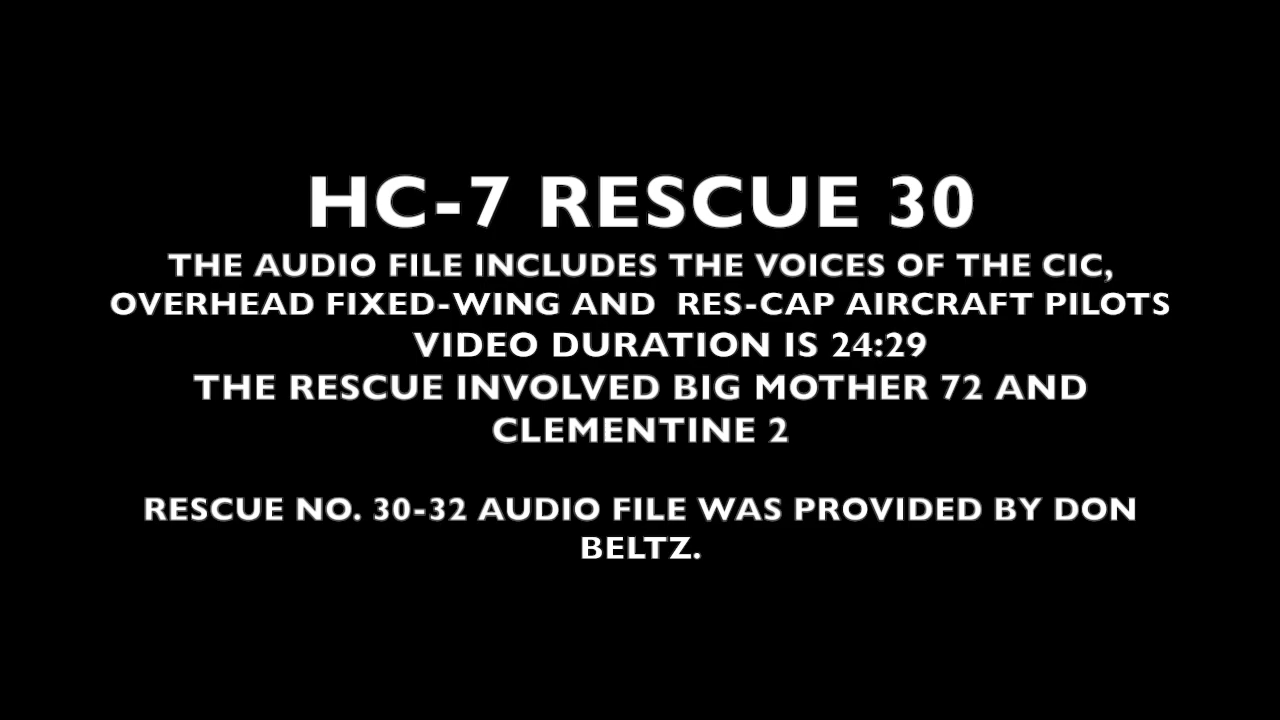 HC-7 RESCUE 30
THE AUDIO FILE INCLUDES THE VOICES OF THE CIC,
OVERHEAD FIXED-WING AND RES-CAP AIRCRAFT PILOTS
VIDEO DURATION IS 24:29
THE RESCUE INVOLVED BIG MOTHER 72 AND
CLEMENTINE 2
RESCUE NO. 30-32 AUDIO FILE WAS PROVIDED BY DON
BELTZ.